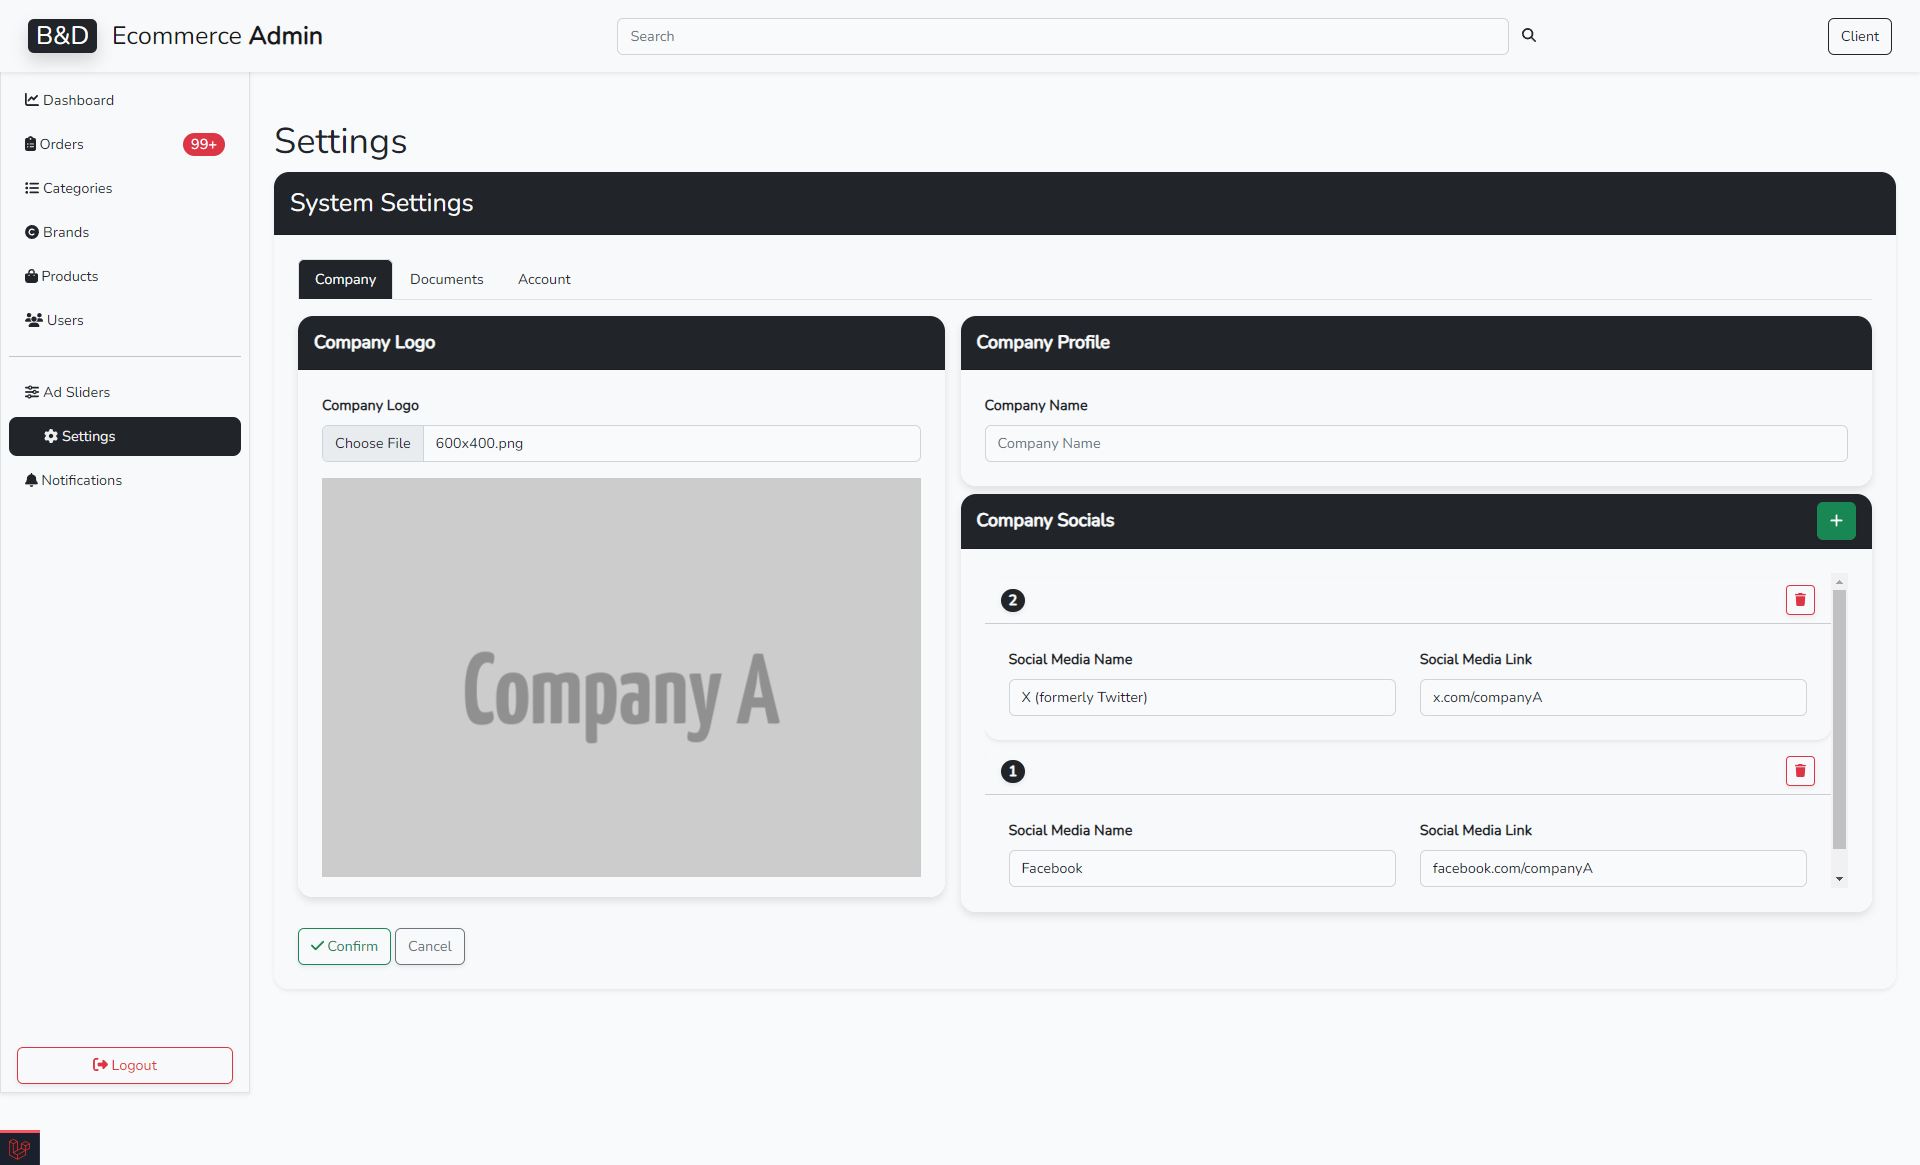 B&D Ecommerce Admin
Search
Client
Dashboard
Orders 99+
Categories
Brands
Products
Users
Ad Sliders
Settings
Notifications
Logout
Settings
System Settings
Company Documents Account
Company Logo
Company Logo
Choose File 600x400.png
Company A
Company Profile
Company Name
Company Name
Company Socials
2
Social Media Name Social Media Link
X (formerly Twitter) x.com/companyA
1
Social Media Name Social Media Link
Facebook facebook.com/companyA
Confirm Cancel